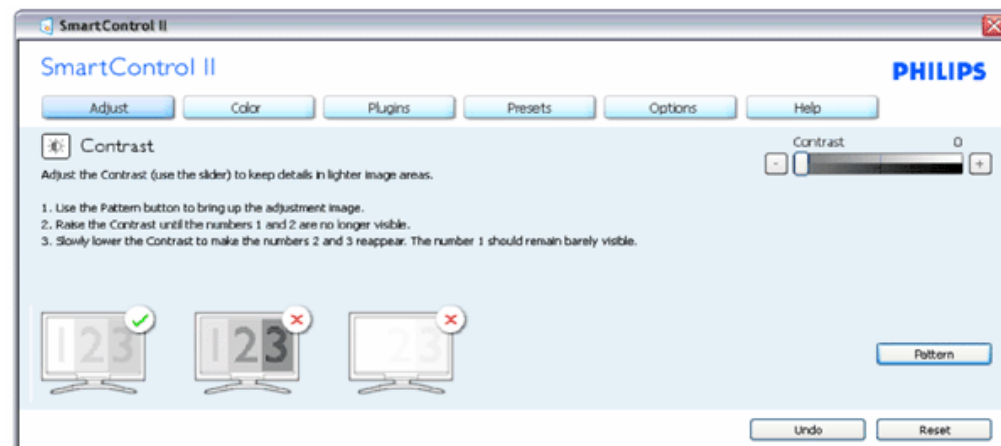 SmartControl II
SmartControl II
PHILIPS
Adjust Color Plugins Presets Options Help
Contrast
Contrast 0
- +
Adjust the Contrast (use the slider) to keep details in lighter image areas.
1. Use the Pattern button to bring up the adjustment image.
2. Raise the Contrast until the numbers 1 and 2 are no longer visible.
3. Slowly lower the Contrast to make the numbers 2 and 3 reappear. The number 1 should remain barely visible.
123 123 23
Pattern
Undo Reset